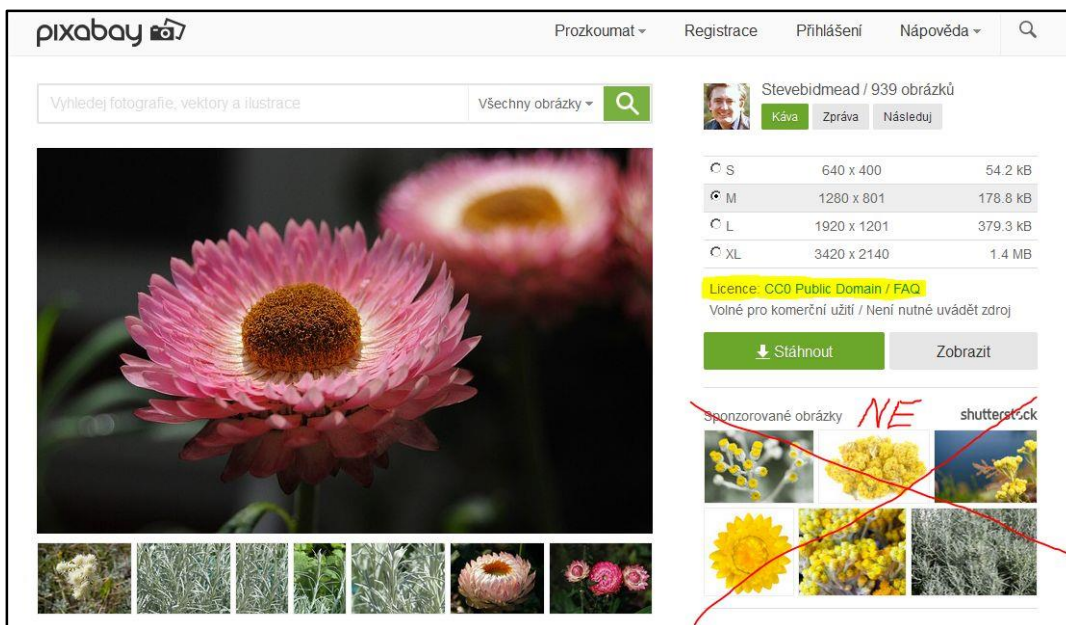 pixabay
Prozkoumat Registrace Přihlášení Nápověda
Vyhledej fotografie, vektory a ilustrace Všechny obrázky
Stevebidmead / 939 obrázků
Káva Zpráva Následuj
S 640 x 400 54.2 kB
M 1280 x 801 178.8 kB
L 1920 x 1201 379.3 kB
XL 3420 x 2140 1.4 MB
Licence: CC0 Public Domain / FAQ
Volné pro komerční užití / Není nutné uvádět zdroj
Stáhnout Zobrazit
Sponzorované obrázky NE shutterstock